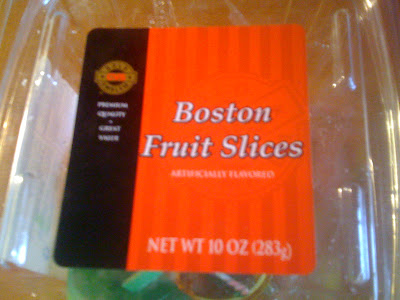 PREMIUM
QUALITY
GREAT
VALUE
Boston
Fruit Slices
ARTIFICIALLY FLAVORED
NET WT 10 OZ (283g)